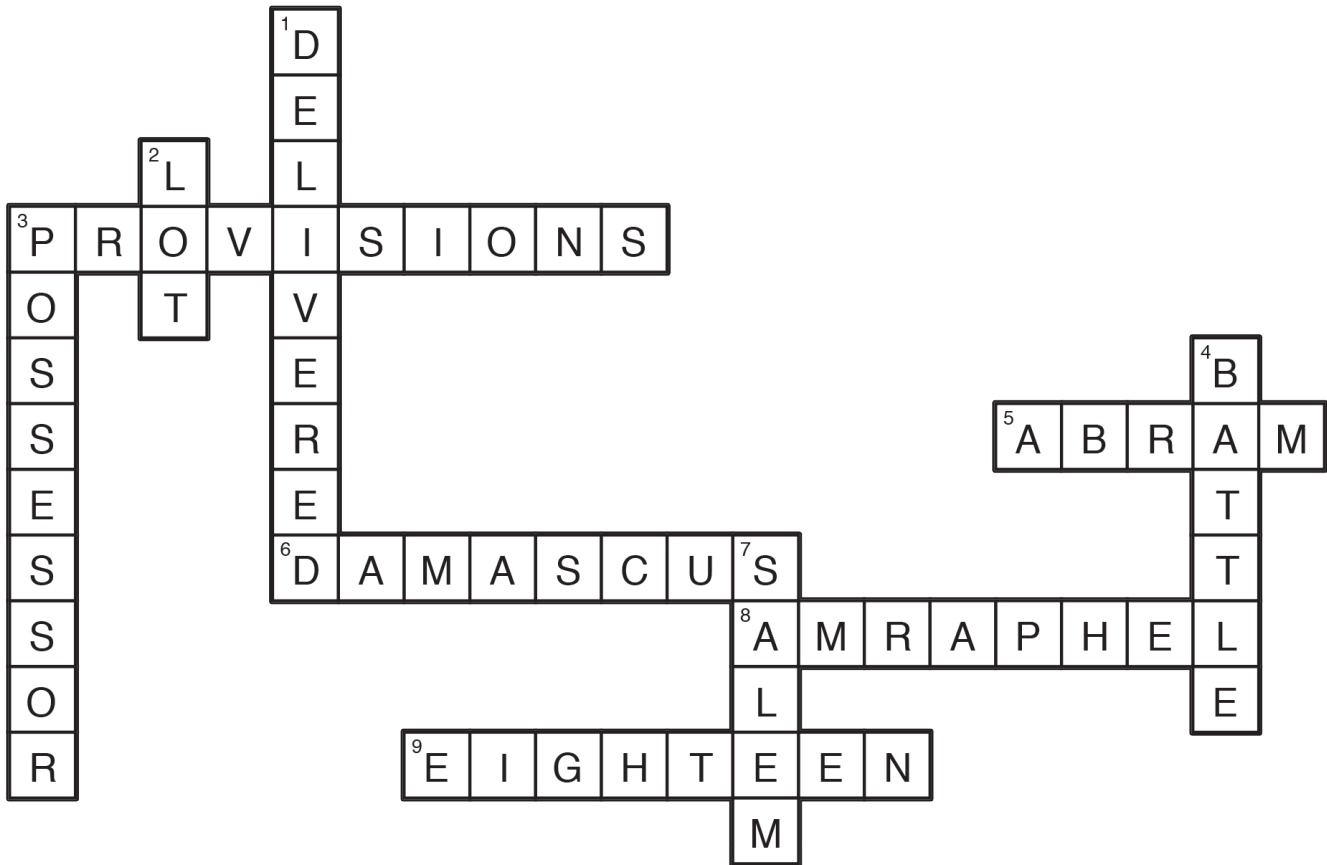 1 D
E
2 L L
3 P R O V I S I O N S
O T V
S E 4 B
S R 5 A B R A M
E E T
S 6 D A M A S C U 7 S T
S 8 A M R A P H E L
O L E
R 9 E I G H T E E N
M